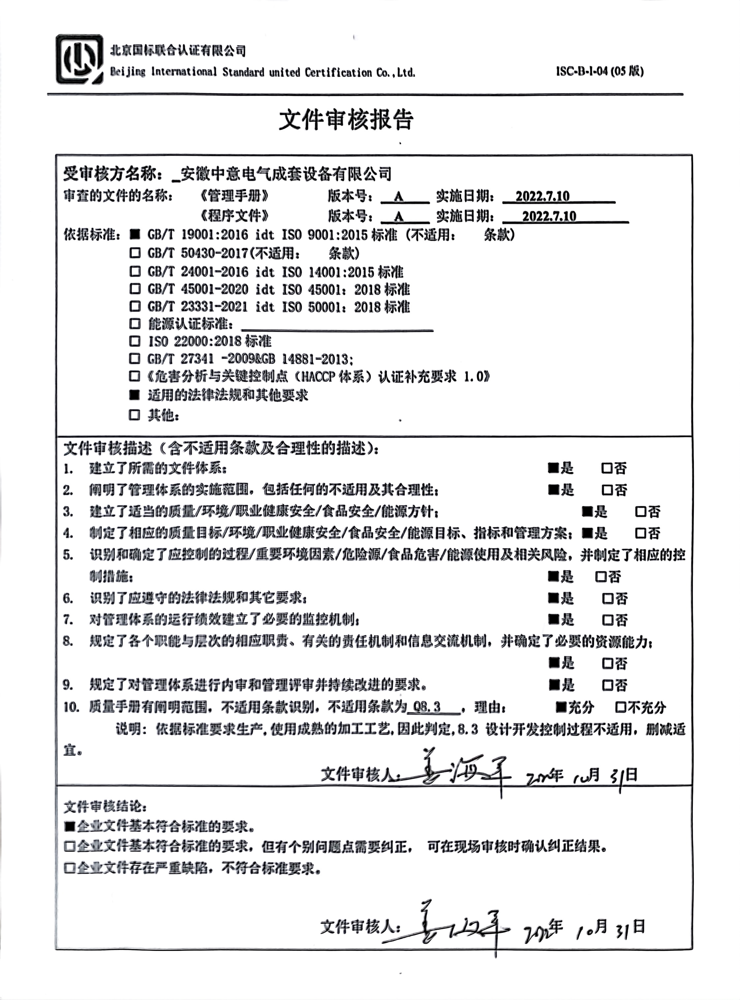 北京国标联合认证有限公司
Beijing International Standard united Certification Co.,Ltd.
ISC-B-I-04 (05 版)
文件审核报告
受审核方名称: _安徽中意电气成套设备有限公司
审查的文件的名称: 《管理手册》 版本号: A 实施日期: 2022.7.10
《程序文件》 版本号: A 实施日期: 2022.7.10
依据标准: ■ GB/T 19001:2016 idt ISO 9001:2015 标准 (不适用: 条款)
□ GB/T 50430-2017(不适用: 条款)
□ GB/T 24001-2016 idt ISO 14001:2015 标准
□ GB/T 45001-2020 idt ISO 45001: 2018 标准
□ GB/T 23331-2021 idt ISO 50001: 2018 标准
□ 能源认证标准:
□ ISO 22000:2018 标准
□ GB/T 27341 -2009&GB 14881-2013;
□《危害分析与关键控制点（HACCP 体系）认证补充要求 1.0》
■ 适用的法律法规和其他要求
□ 其他:
文件审核描述（含不适用条款及合理性的描述）:
1. 建立了所需的文件体系; ■是 □否
2. 阐明了管理体系的实施范围，包括任何的不适用及其合理性; ■是 □否
3. 建立了适当的质量/环境/职业健康安全/食品安全/能源方针; ■是 □否
4. 制定了相应的质量目标/环境/职业健康安全/食品安全/能源目标、指标和管理方案; ■是 □否
5. 识别和确定了应控制的过程/重要环境因素/危险源/食品危害/能源使用及相关风险，并制定了相应的控
制措施; ■是 □否
6. 识别了应遵守的法律法规和其它要求; ■是 □否
7. 对管理体系的运行绩效建立了必要的监控机制; ■是 □否
8. 规定了各个职能与层次的相应职责、有关的责任机制和信息交流机制，并确定了必要的资源能力;
■是 □否
9. 规定了对管理体系进行内审和管理评审并持续改进的要求。 ■是 □否
10. 质量手册有阐明范围，不适用条款识别，不适用条款为 Q8.3 ，理由: ■充分 □不充分
说明: 依据标准要求生产,使用成熟的加工工艺,因此判定,8.3 设计开发控制过程不适用，删减适
宜。
文件审核人: 姜海军 2022年 10月 31日
文件审核结论:
■企业文件基本符合标准的要求。
□企业文件基本符合标准的要求，但有个别问题点需要纠正， 可在现场审核时确认纠正结果。
□企业文件存在严重缺陷，不符合标准要求。
文件审核人: 姜海军 2022年 10月 31日